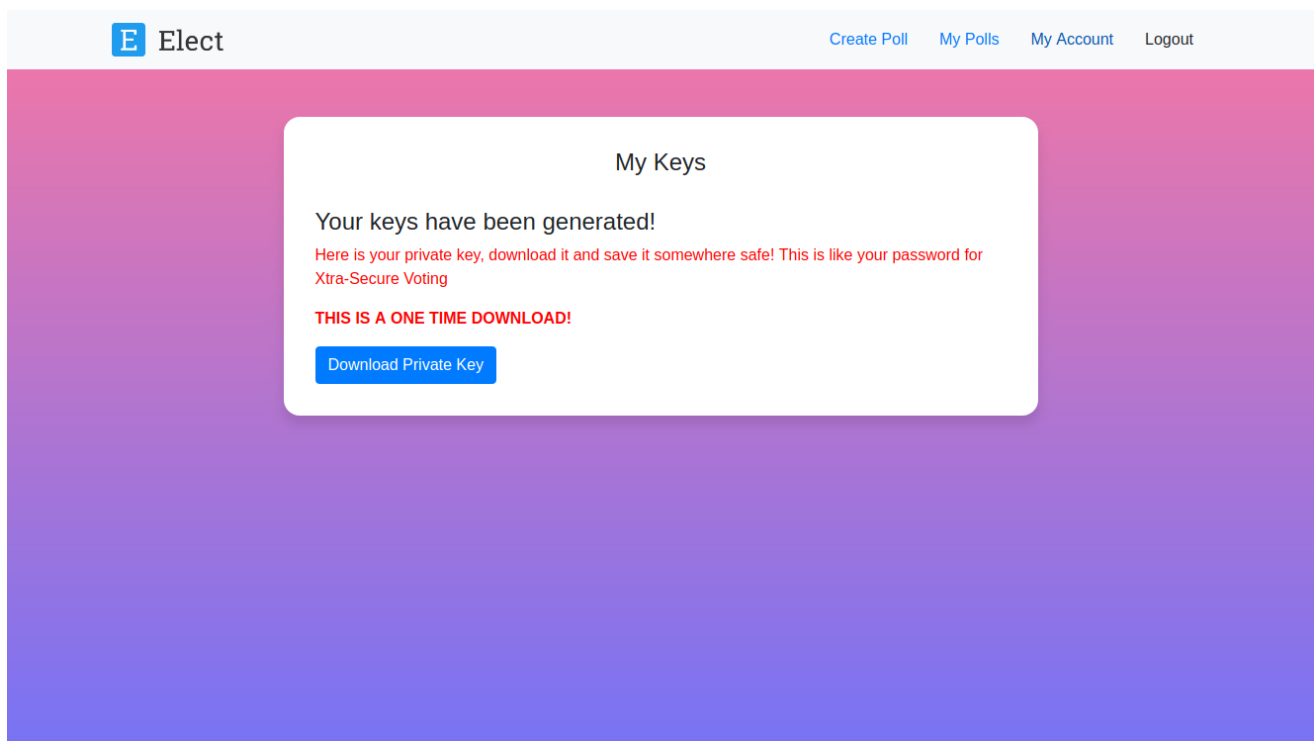 E Elect
Create Poll My Polls My Account Logout
My Keys
Your keys have been generated!
Here is your private key, download it and save it somewhere safe! This is like your password for
Xtra-Secure Voting
THIS IS A ONE TIME DOWNLOAD!
Download Private Key